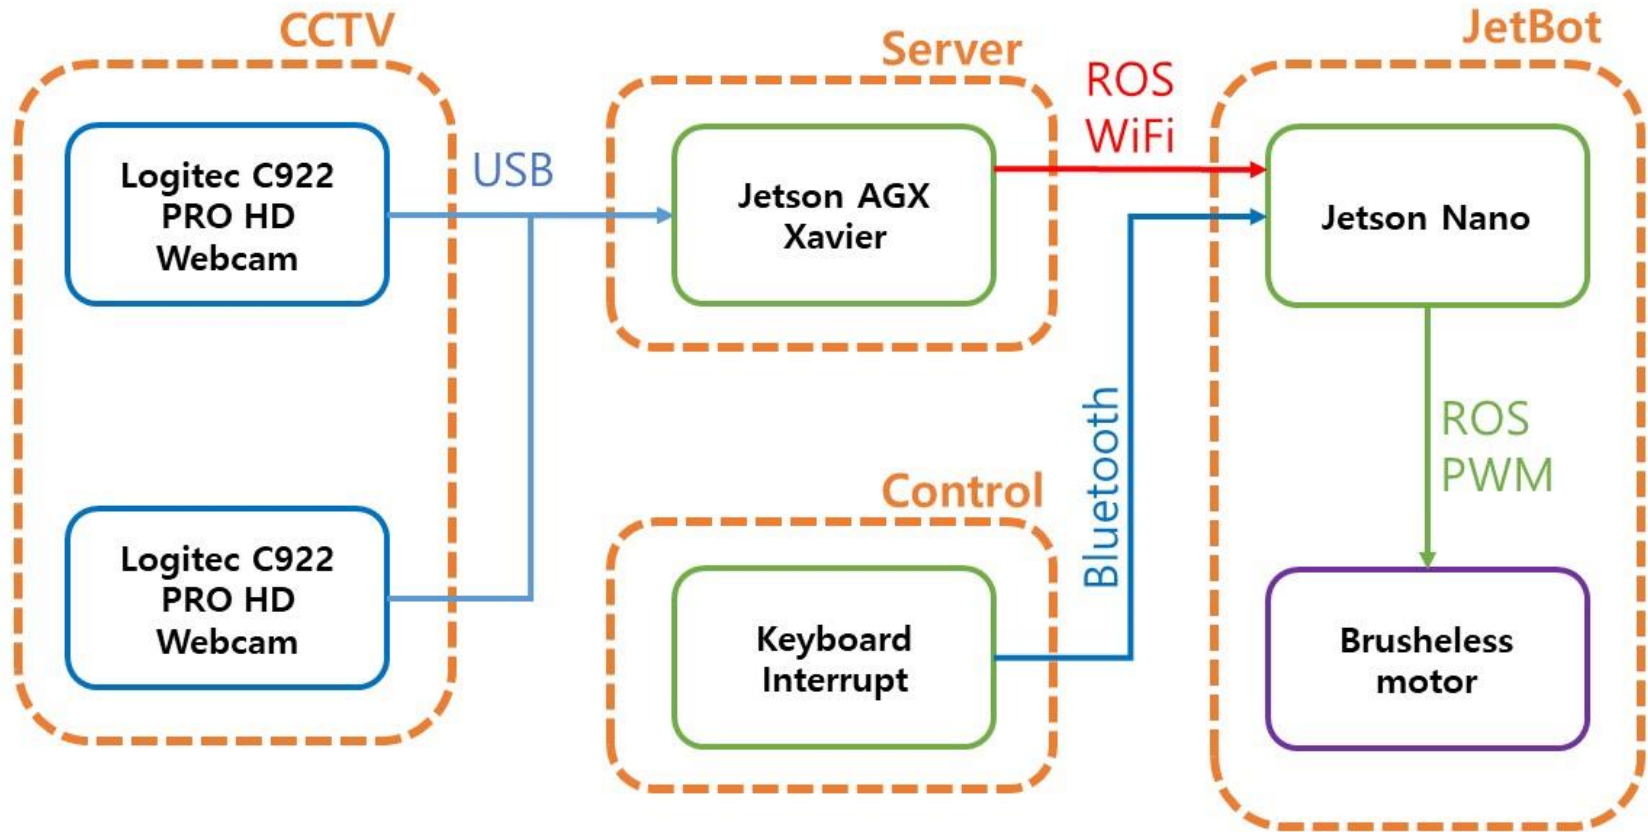 CCTV
Logitec C922
PRO HD
Webcam
Logitec C922
PRO HD
Webcam
USB
Server
Jetson AGX
Xavier
ROS
WiFi
Control
Keyboard
Interrupt
Bluetooth
JetBot
Jetson Nano
ROS
PWM
Brusheless
motor